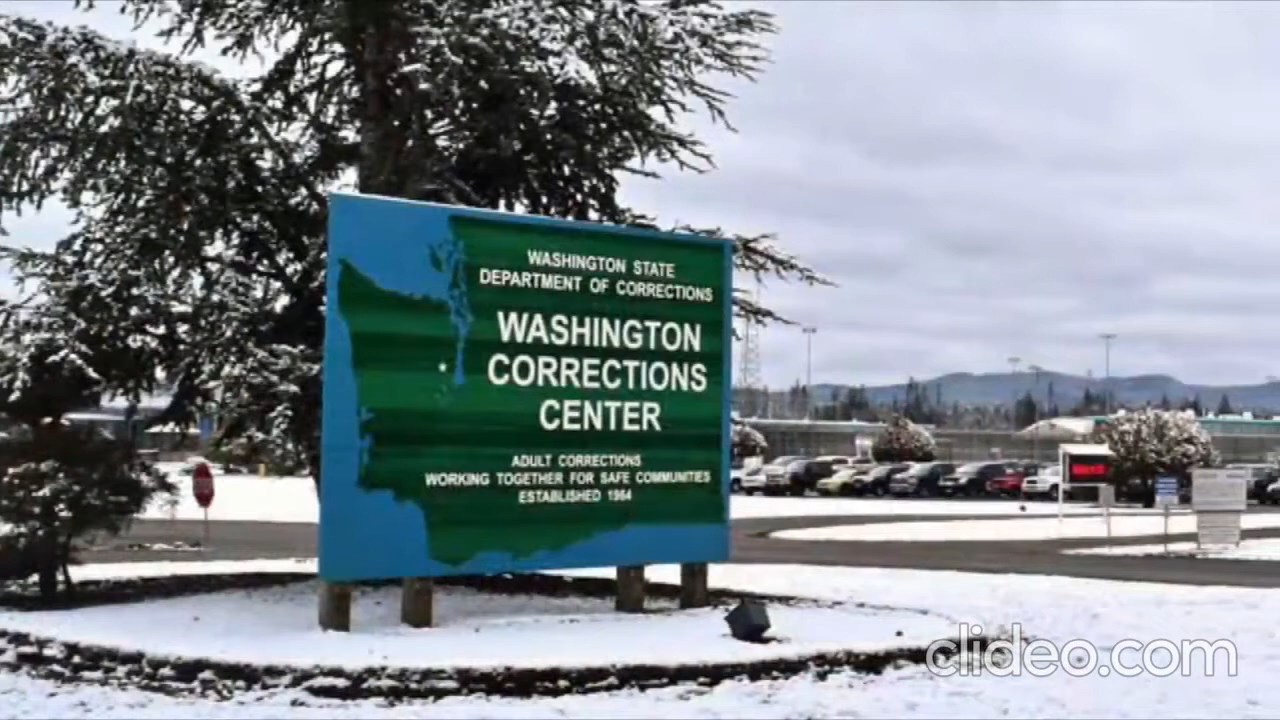 WASHINGTON STATE
DEPARTMENT OF CORRECTIONS
WASHINGTON
CORRECTIONS
CENTER
ADULT CORRECTIONS
WORKING TOGETHER FOR SAFE COMMUNITIES
ESTABLISHED 1964
clideo.com